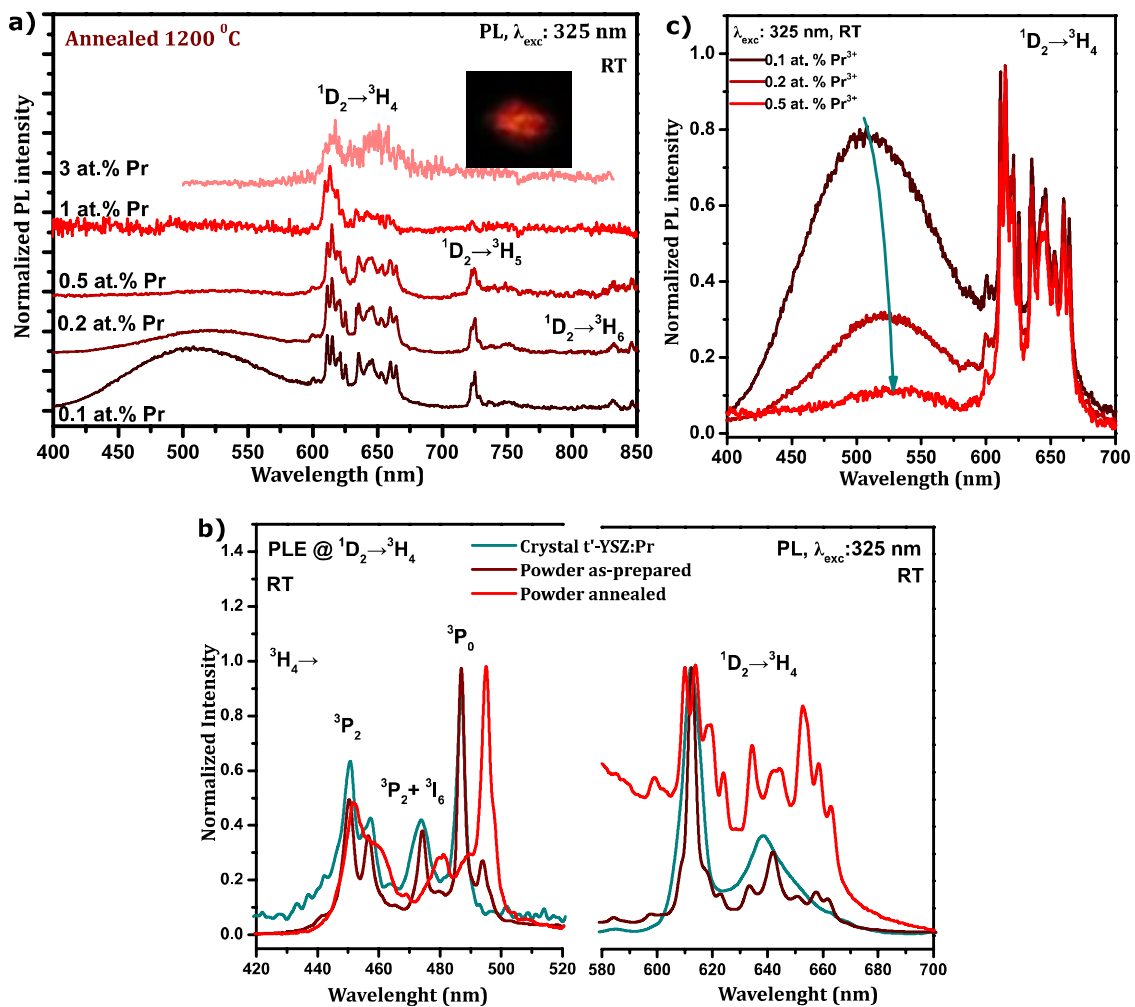 a)
Annealed 1200 ⁰C
PL, λexc: 325 nm
RT
¹D₂→³H₄
3 at.% Pr
1 at.% Pr
¹D₂→³H₅
0.5 at.% Pr
0.2 at.% Pr
¹D₂→³H₆
0.1 at.% Pr
Normalized PL intensity
400 450 500 550 600 650 700 750 800 850
Wavelength (nm)
c)
λexc: 325 nm, RT
¹D₂→³H₄
0.1 at. % Pr³⁺
0.2 at. % Pr³⁺
0.5 at. % Pr³⁺
1.0
0.8
0.6
0.4
0.2
0.0
Normalized PL intensity
400 450 500 550 600 650 700
Wavelength (nm)
b)
PLE @ ¹D₂→³H₄
RT
Crystal t'-YSZ:Pr
Powder as-prepared
Powder annealed
PL, λexc:325 nm
RT
³H₄→
³P₂
³P₂+ ³I₆
³P₀
¹D₂→³H₄
1.4
1.2
1.0
0.8
0.6
0.4
0.2
0.0
Normalized Intensity
420 440 460 480 500 520
Wavelenght (nm)
580 600 620 640 660 680 700
Wavelenght (nm)